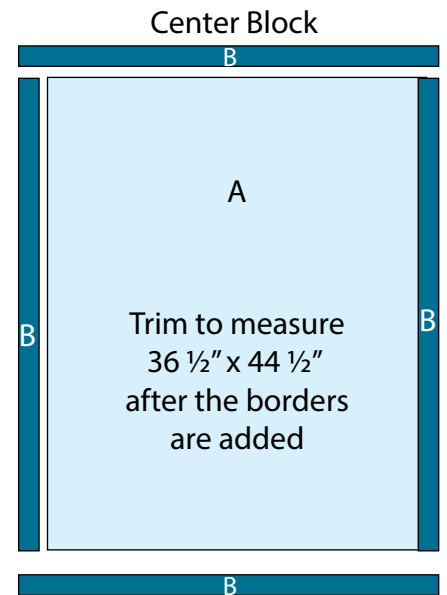 Center Block
B
A
B
B
Trim to measure
36 ½” x 44 ½”
after the borders
are added
B